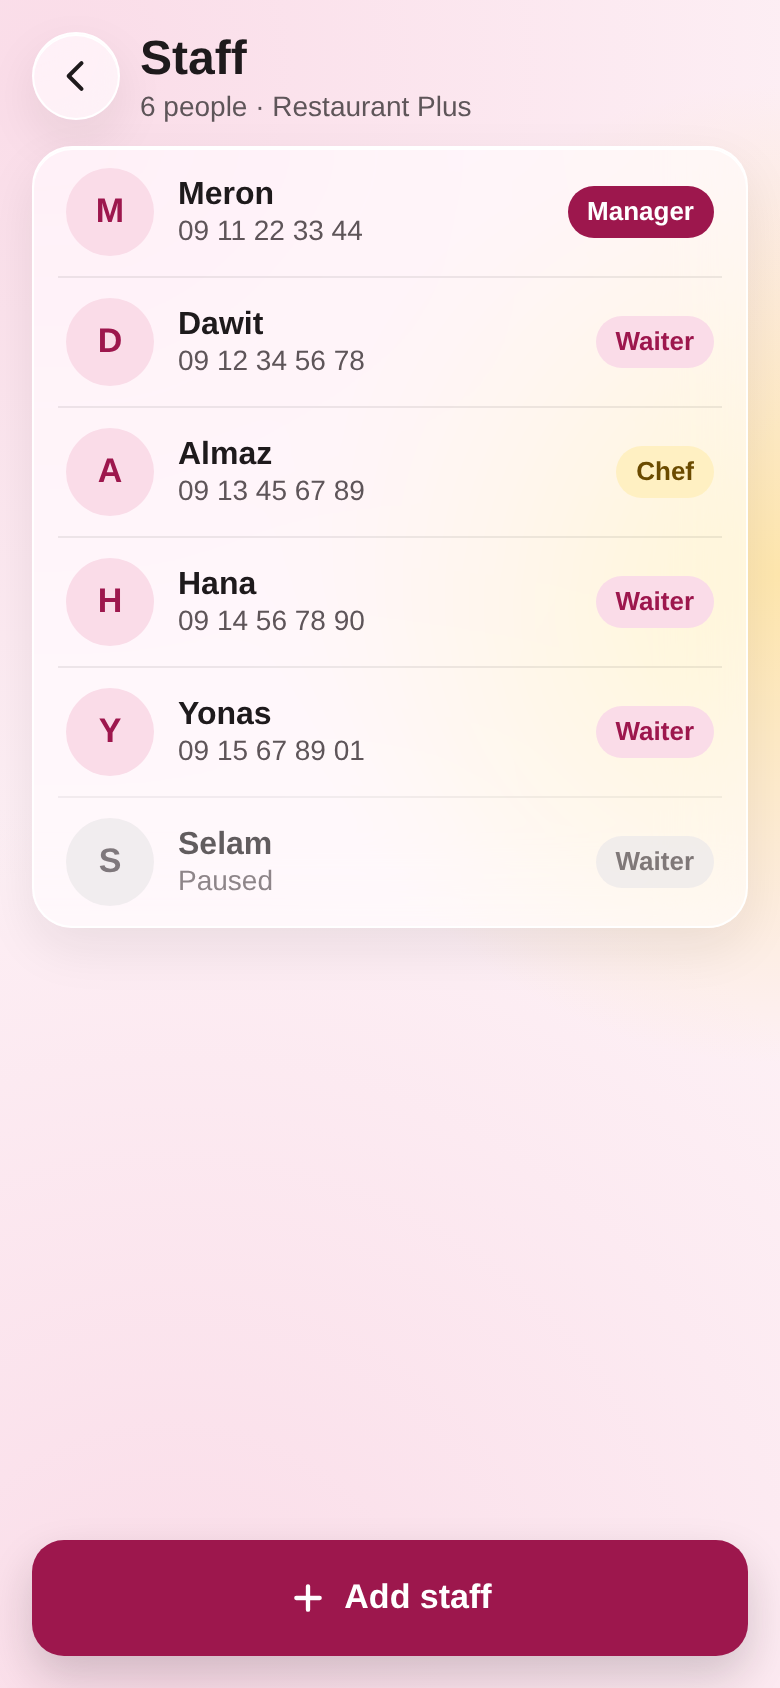 Staff
6 people · Restaurant Plus
M
Meron
09 11 22 33 44
Manager
D
Dawit
09 12 34 56 78
Waiter
A
Almaz
09 13 45 67 89
Chef
H
Hana
09 14 56 78 90
Waiter
Y
Yonas
09 15 67 89 01
Waiter
S
Selam
Paused
Waiter
+ Add staff